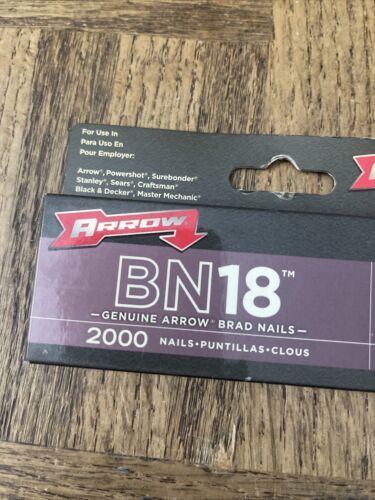 For Use In
Para Uso En
Pour Employer:
Arrow®, Powershot®, Surebonder®
Stanley®, Sears®, Craftsman®
Black & Decker®, Master Mechanic®
ARROW®
BN18™
GENUINE ARROW® BRAD NAILS
2000 NAILS•PUNTILLAS•CLOUS